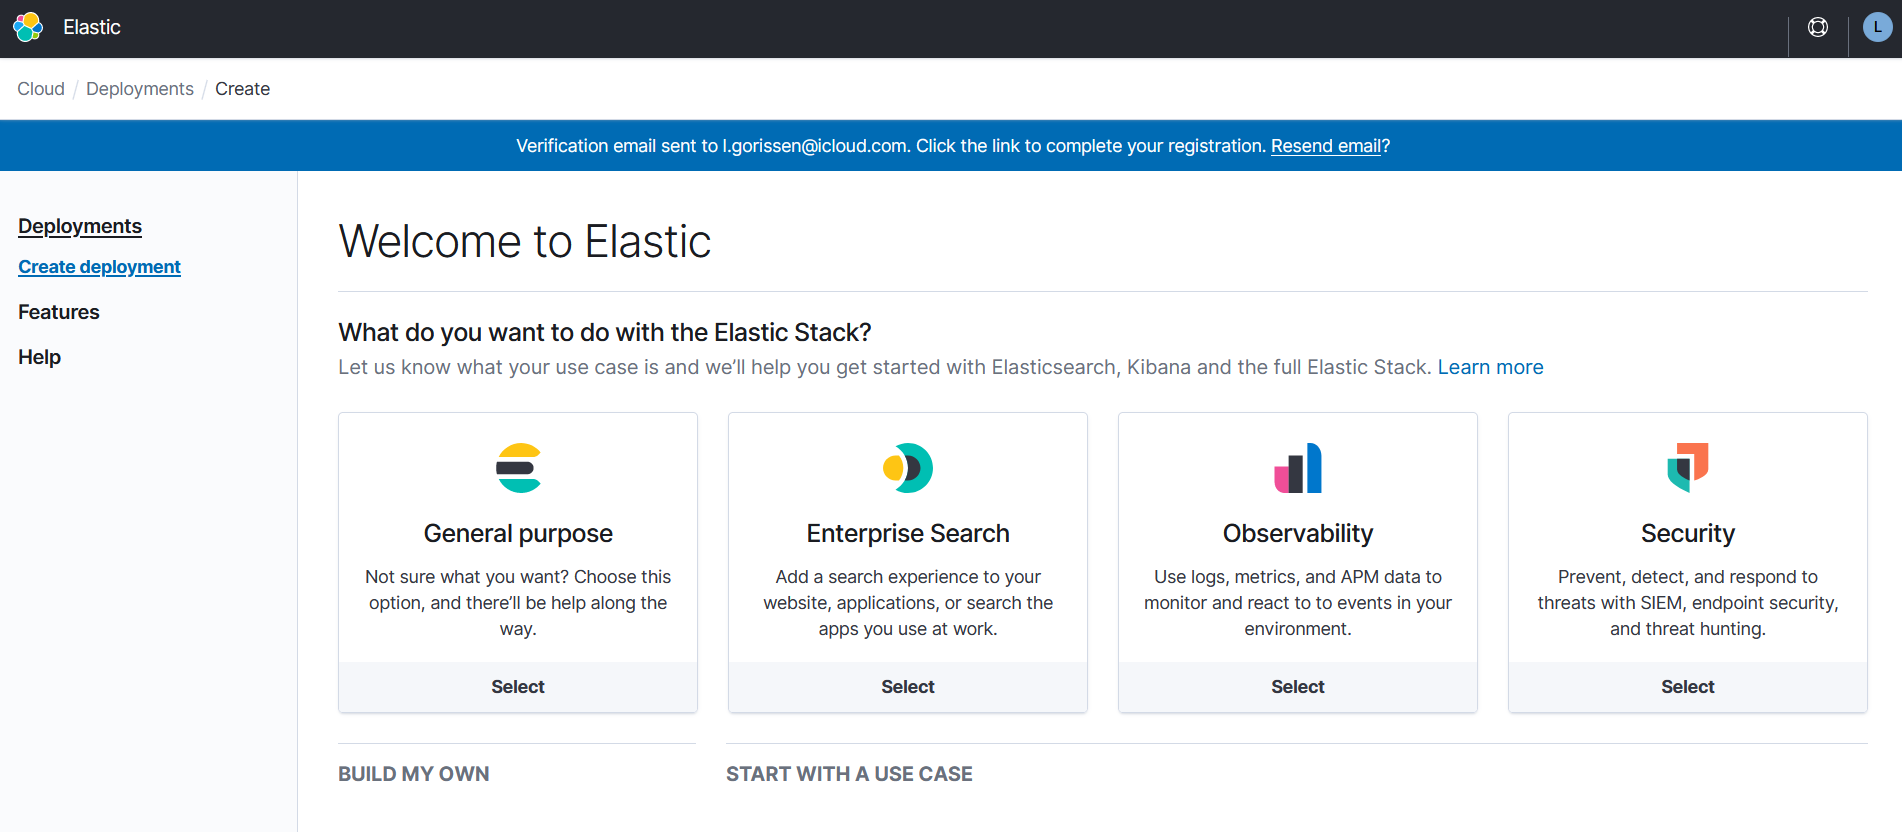 Elastic
L
Cloud / Deployments / Create
Verification email sent to l.gorissen@icloud.com. Click the link to complete your registration. Resend email?
Deployments
Create deployment
Features
Help
Welcome to Elastic
What do you want to do with the Elastic Stack?
Let us know what your use case is and we'll help you get started with Elasticsearch, Kibana and the full Elastic Stack. Learn more
General purpose
Not sure what you want? Choose this
option, and there'll be help along the
way.
Select
Enterprise Search
Add a search experience to your
website, applications, or search the
apps you use at work.
Select
Observability
Use logs, metrics, and APM data to
monitor and react to to events in your
environment.
Select
Security
Prevent, detect, and respond to
threats with SIEM, endpoint security,
and threat hunting.
Select
BUILD MY OWN
START WITH A USE CASE